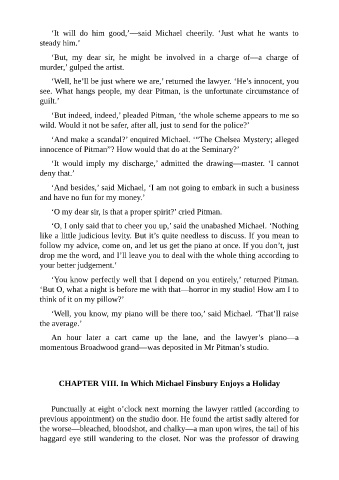 ‘It will do him good,’—said Michael cheerily. ‘Just what he wants to
steady him.’
‘But, my dear sir, he might be involved in a charge of—a charge of
murder,’ gulped the artist.
‘Well, he’ll be just where we are,’ returned the lawyer. ‘He’s innocent, you
see. What hangs people, my dear Pitman, is the unfortunate circumstance of
guilt.’
‘But indeed, indeed,’ pleaded Pitman, ‘the whole scheme appears to me so
wild. Would it not be safer, after all, just to send for the police?’
‘And make a scandal?’ enquired Michael. ‘“The Chelsea Mystery; alleged
innocence of Pitman”? How would that do at the Seminary?’
‘It would imply my discharge,’ admitted the drawing—master. ‘I cannot
deny that.’
‘And besides,’ said Michael, ‘I am not going to embark in such a business
and have no fun for my money.’
‘O my dear sir, is that a proper spirit?’ cried Pitman.
‘O, I only said that to cheer you up,’ said the unabashed Michael. ‘Nothing
like a little judicious levity. But it’s quite needless to discuss. If you mean to
follow my advice, come on, and let us get the piano at once. If you don’t, just
drop me the word, and I’ll leave you to deal with the whole thing according to
your better judgement.’
‘You know perfectly well that I depend on you entirely,’ returned Pitman.
‘But O, what a night is before me with that—horror in my studio! How am I to
think of it on my pillow?’
‘Well, you know, my piano will be there too,’ said Michael. ‘That’ll raise
the average.’
An hour later a cart came up the lane, and the lawyer’s piano—a
momentous Broadwood grand—was deposited in Mr Pitman’s studio.
CHAPTER VIII. In Which Michael Finsbury Enjoys a Holiday
Punctually at eight o’clock next morning the lawyer rattled (according to
previous appointment) on the studio door. He found the artist sadly altered for
the worse—bleached, bloodshot, and chalky—a man upon wires, the tail of his
haggard eye still wandering to the closet. Nor was the professor of drawing